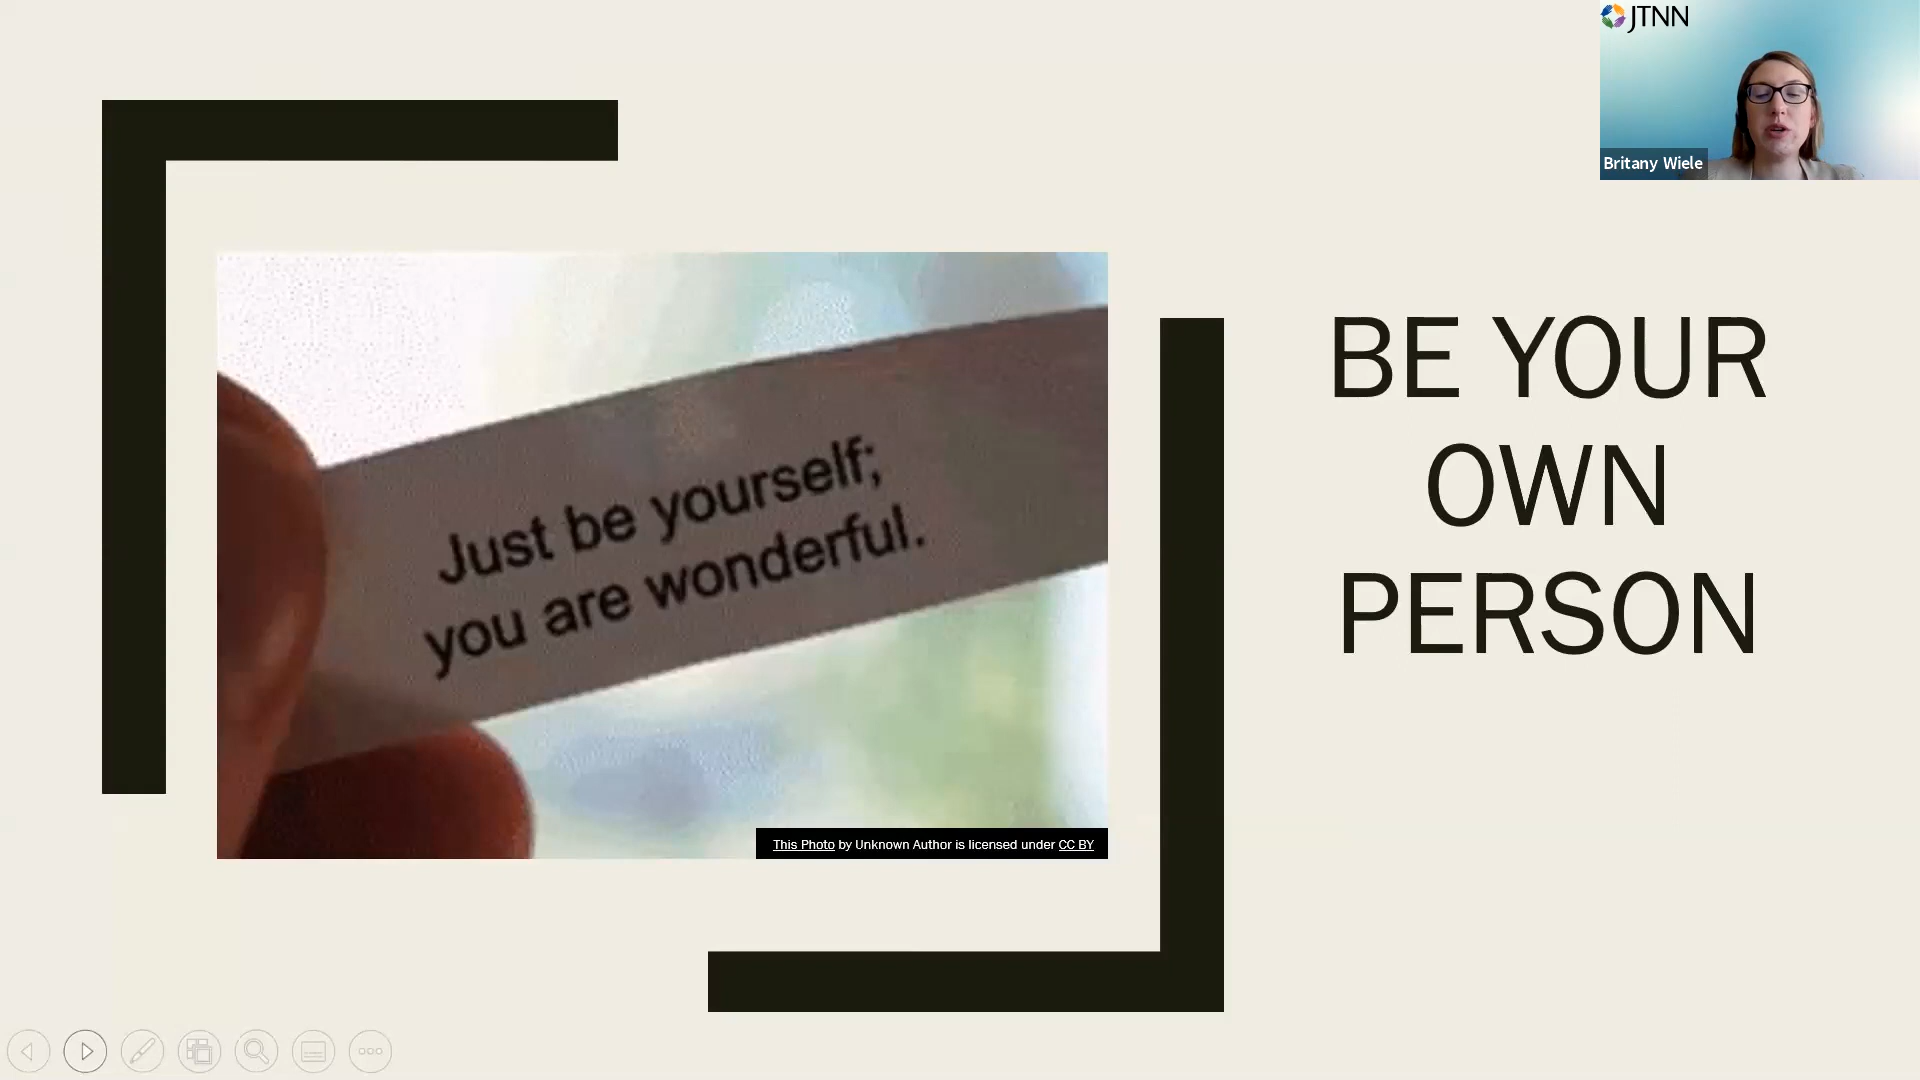 JTNN
Britany Wiele
Just be yourself;
you are wonderful.
This Photo by Unknown Author is licensed under CC BY
BE YOUR
OWN
PERSON